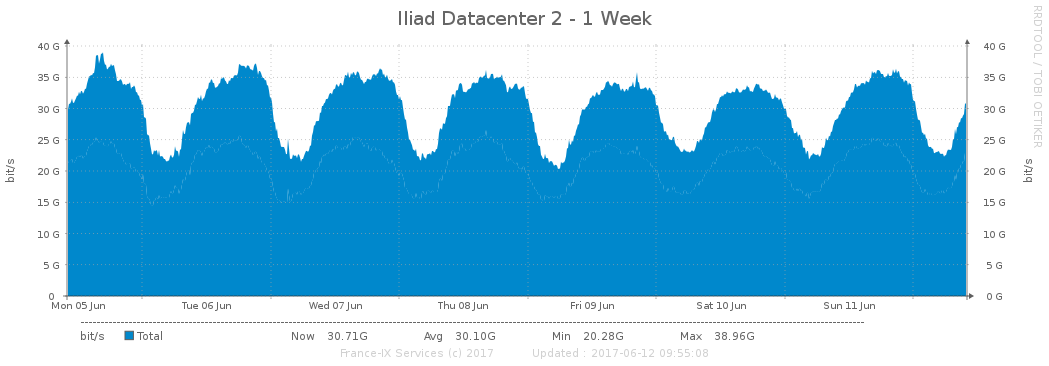 Iliad Datacenter 2 - 1 Week
RRDTOOL / TOBI OETIKER
40 G 40 G
35 G 35 G
30 G 30 G
25 G 25 G
20 G 20 G
15 G 15 G
10 G 10 G
5 G 5 G
0 0 G
bit/s
bit/s
Mon 05 Jun Tue 06 Jun Wed 07 Jun Thu 08 Jun Fri 09 Jun Sat 10 Jun Sun 11 Jun
bit/s Total Now 30.71G Avg 30.10G Min 20.28G Max 38.96G
France-IX Services (c) 2017 Updated : 2017-06-12 09:55:08